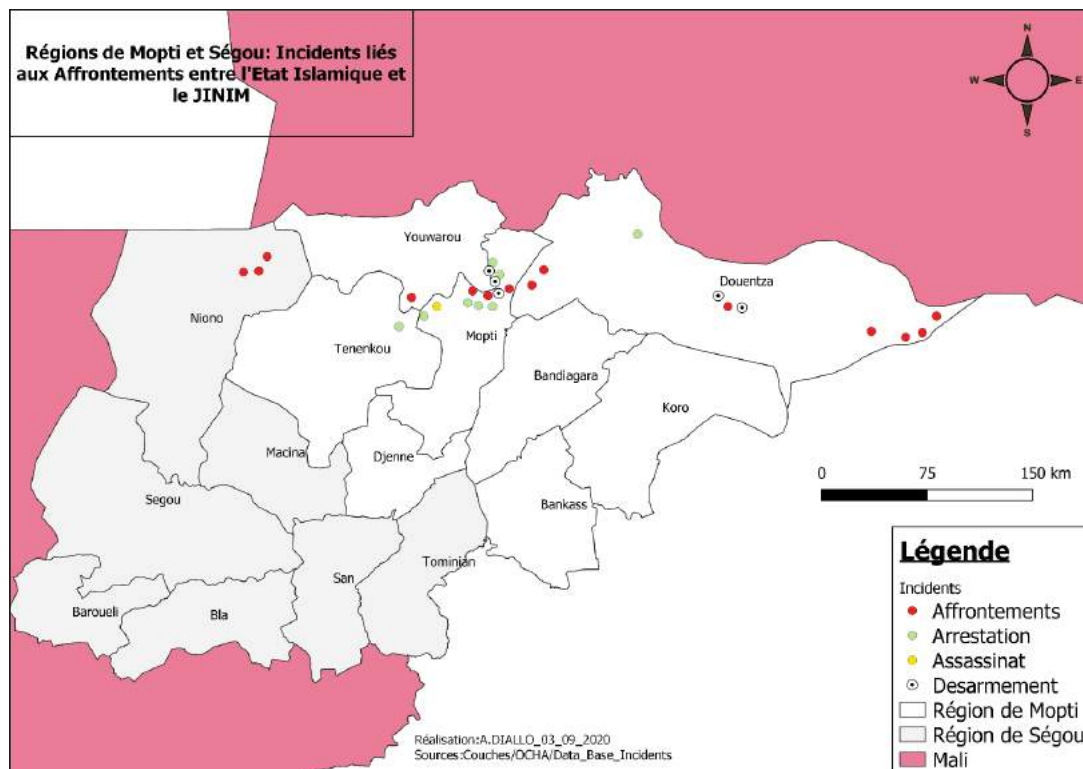 Régions de Mopti et Ségou: Incidents liés
aux Affrontements entre l'Etat Islamique et
le JINIM
N
W
E
S
Youwarou
Douentza
Niono
Mopti
Tenenkou
Bandiagara
Koro
Macina
Djenne
Segou
Bankass
Tominian
San
Baroueli
Bla
0 75 150 km
Légende
Incidents
Affrontements
Arrestation
Assassinat
Desarmement
Région de Mopti
Région de Ségou
Mali
Réalisation:A.DIALLO_03_09_2020
Sources:Couches/OCHA/Data_Base_Incidents